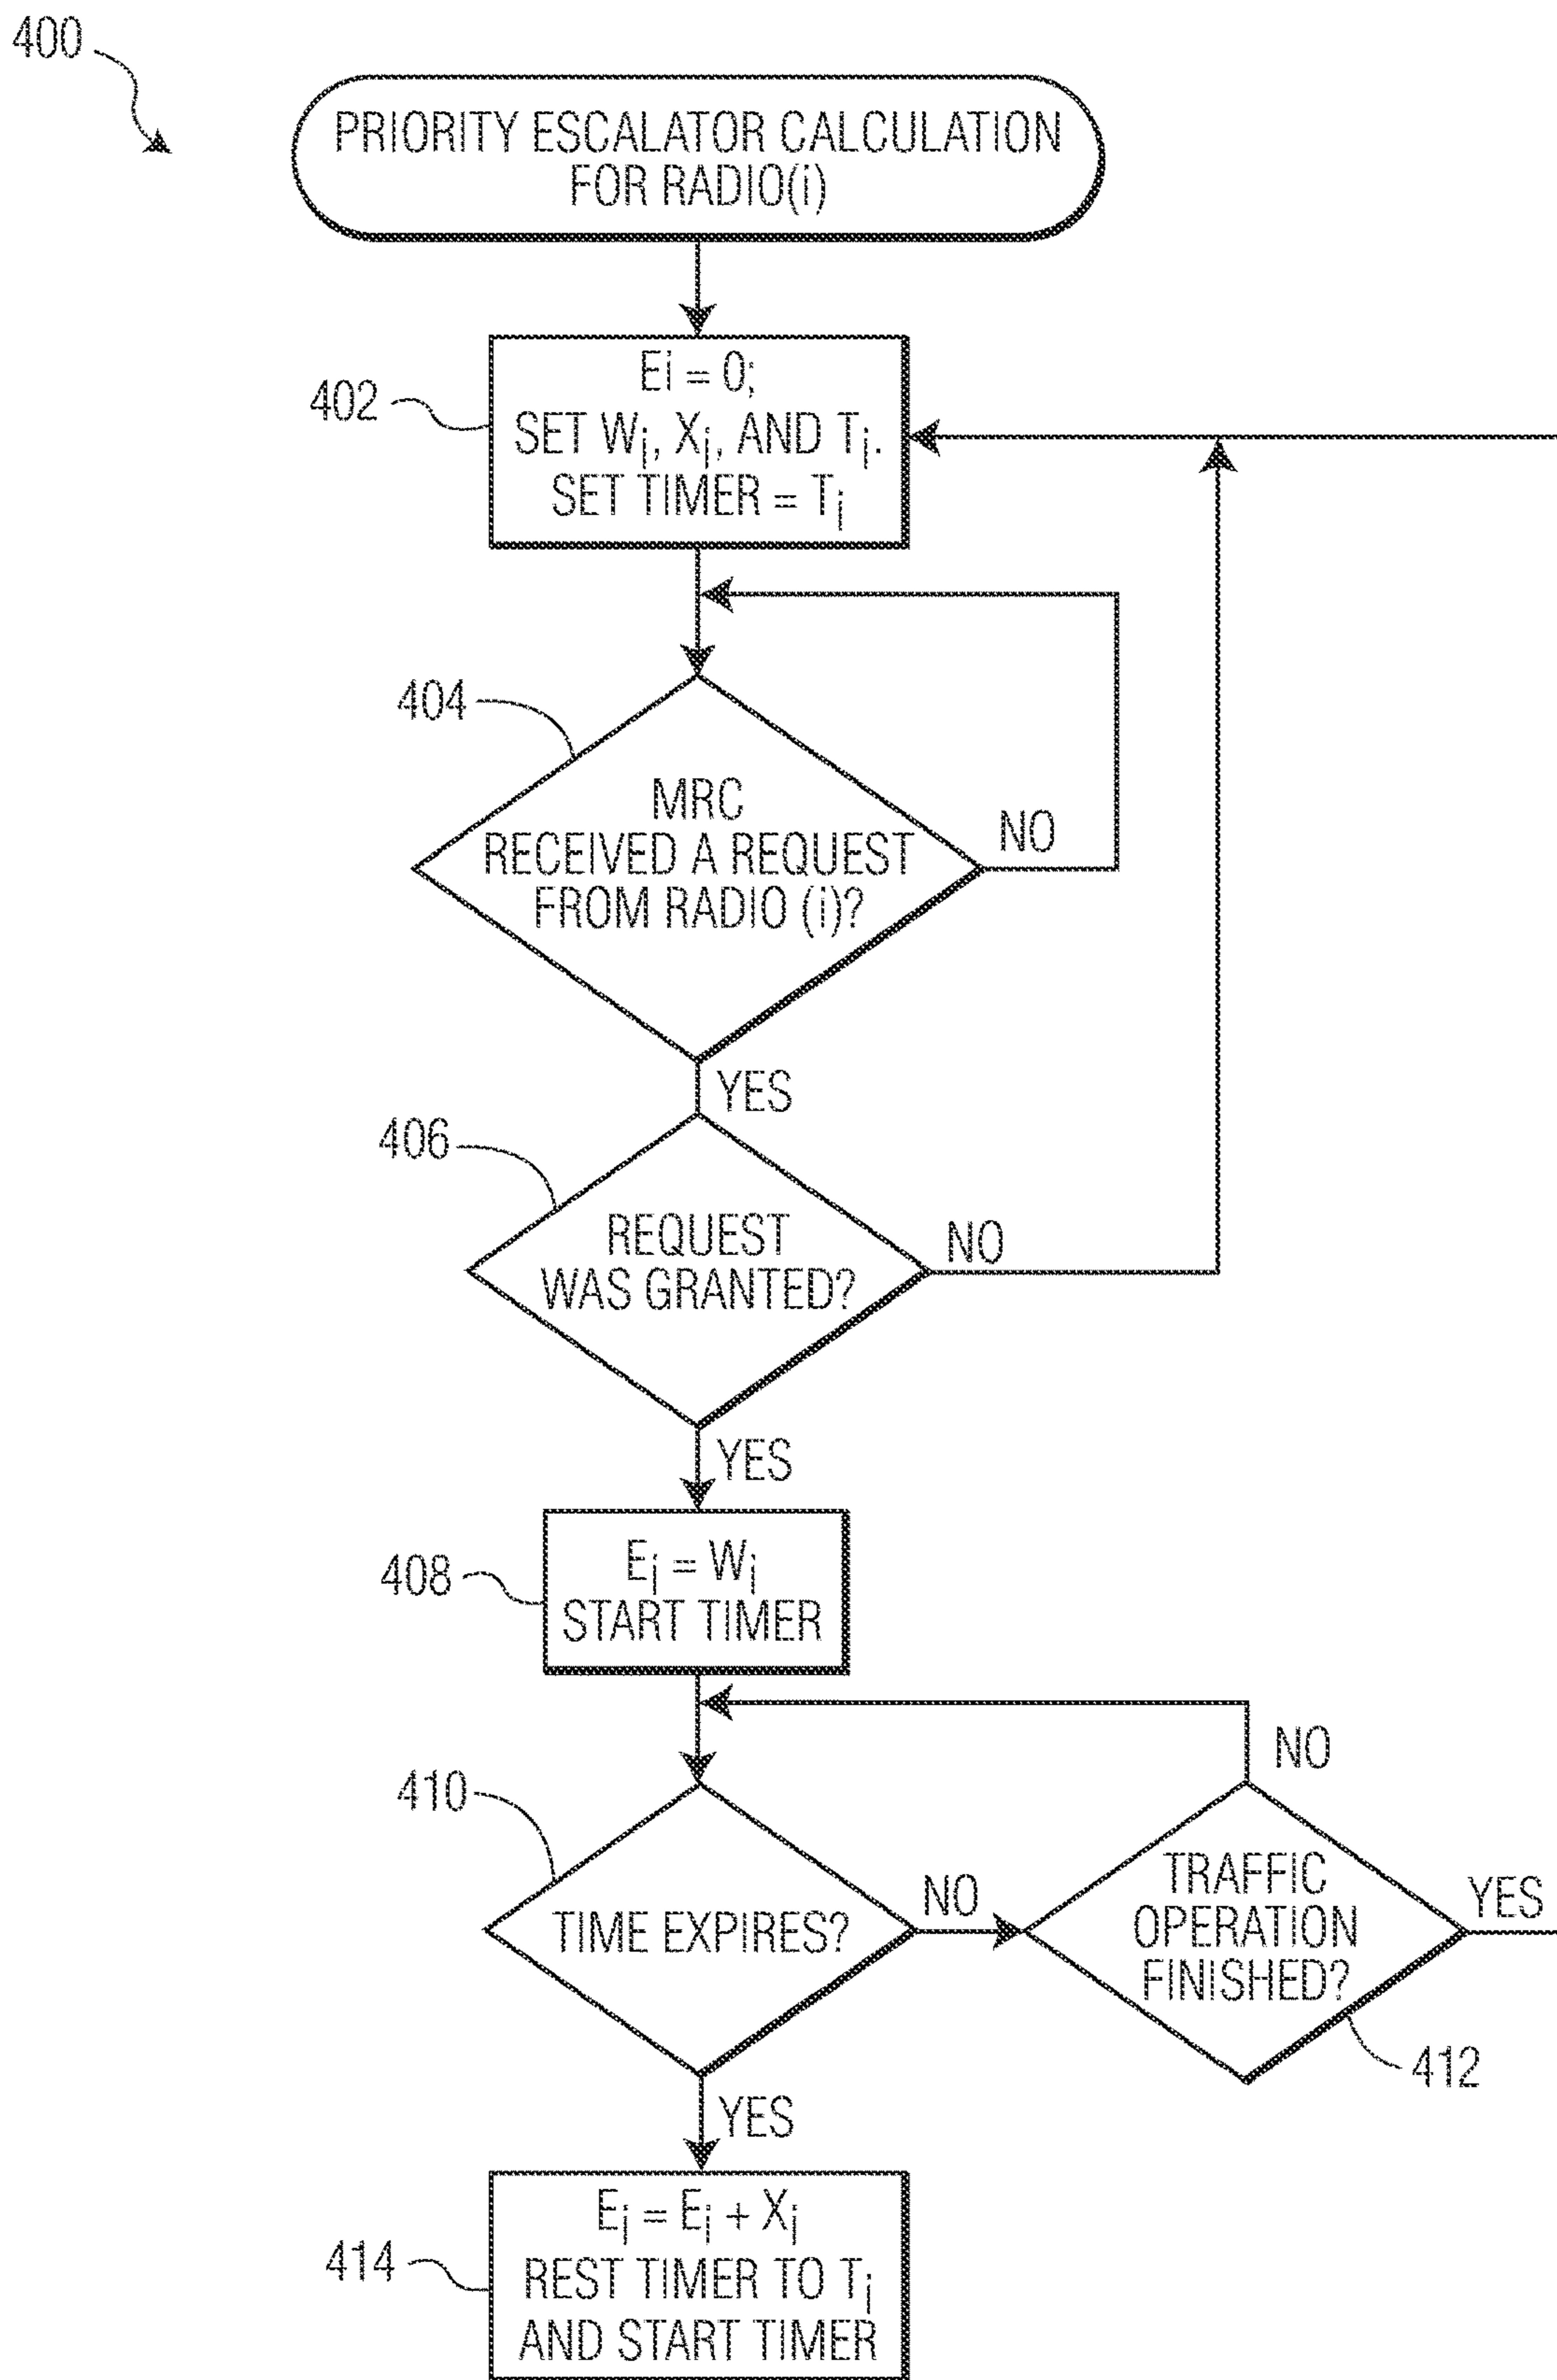 400
PRIORITY ESCALATOR CALCULATION
FOR RADIO(i)
402
Ei = 0;
SET Wi, Xi, AND Ti.
SET TIMER = Ti
404
MRC
RECEIVED A REQUEST
FROM RADIO (i)?
NO
YES
406
REQUEST
WAS GRANTED?
NO
YES
408
Ei = Wi
START TIMER
410
TIME EXPIRES?
NO
NO
TRAFFIC
OPERATION
FINISHED?
YES
412
YES
414
Ei = Ei + Xi
REST TIMER TO Ti
AND START TIMER